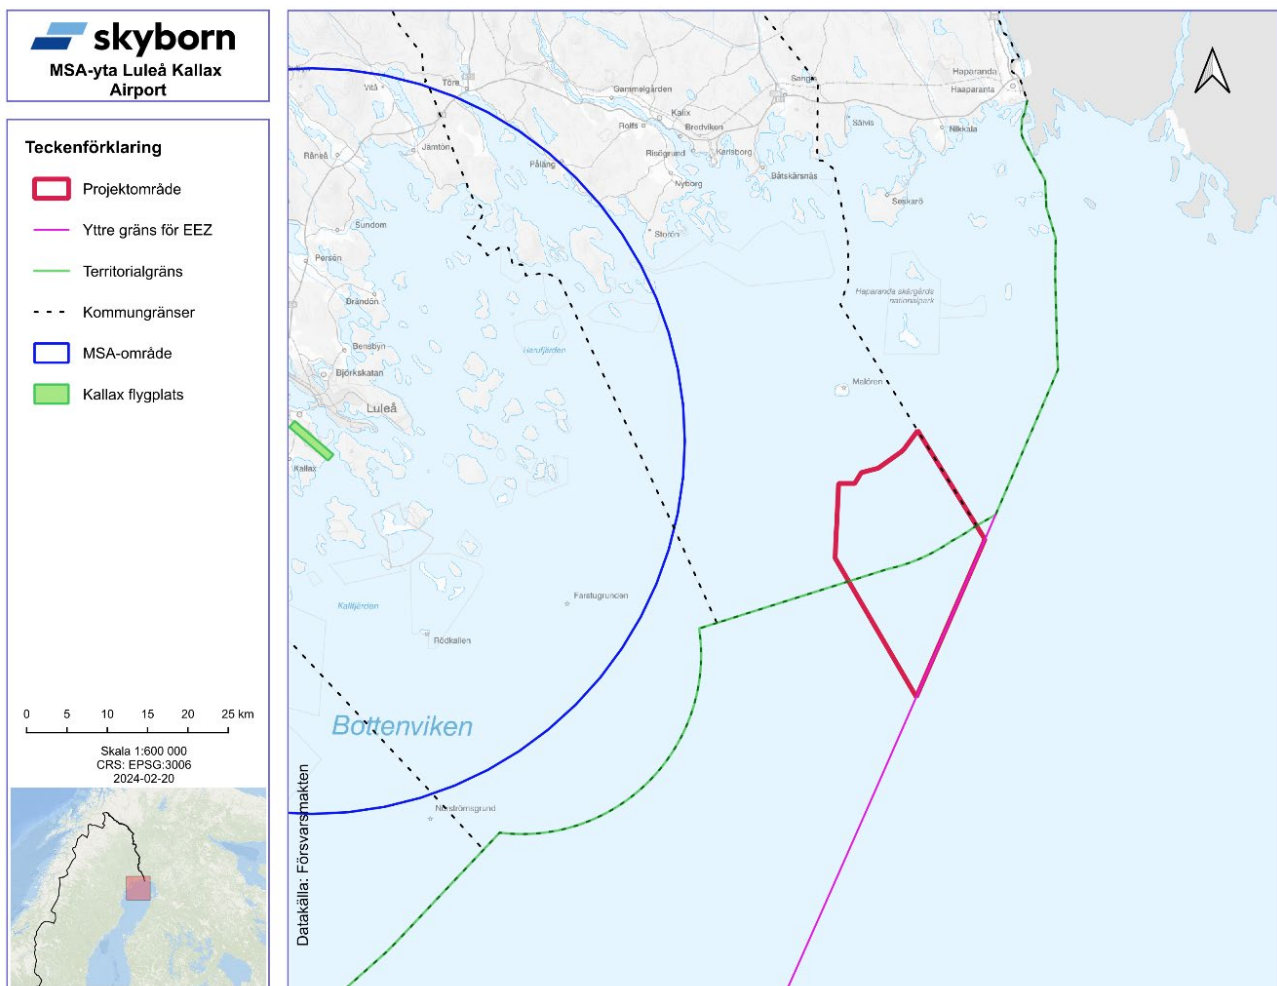 skyborn
MSA-yta Luleå Kallax
Airport
Teckenförklaring
Projektområde
Yttre gräns för EEZ
Territorialgräns
Kommungränser
MSA-område
Kallax flygplats
0 5 10 15 20 25 km
Skala 1:600 000
CRS: EPSG:3006
2024-02-20
Töre
Vitå
Gammelgården
Kalix
Rolfs
Bredviken
Sangis
Haparanda
Haaparanta
Säivis
Nikkala
Jämtön
Råneå
Påläng
Risögrund
Karlsborg
Nyborg
Båtskärsnäs
Seskarö
Sundom
Storön
Persön
Haparanda skärgårds
nationalpark
Brändön
Bensbyn
Björkskatan
Malören
Luleå
Kallax
Farstugrunden
Kallfjärden
Rödkallen
Bottenviken
Datakälla: Försvarsmakten